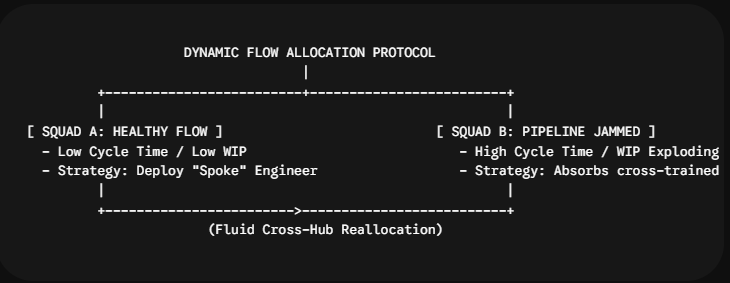 DYNAMIC FLOW ALLOCATION PROTOCOL
|
+-------------------------+-------------------------+
| |
[ SQUAD A: HEALTHY FLOW ] [ SQUAD B: PIPELINE JAMMED ]
- Low Cycle Time / Low WIP - High Cycle Time / WIP Exploding
- Strategy: Deploy "Spoke" Engineer - Strategy: Absorbs cross-trained
| |
+------------------------>--------------------------+
(Fluid Cross-Hub Reallocation)